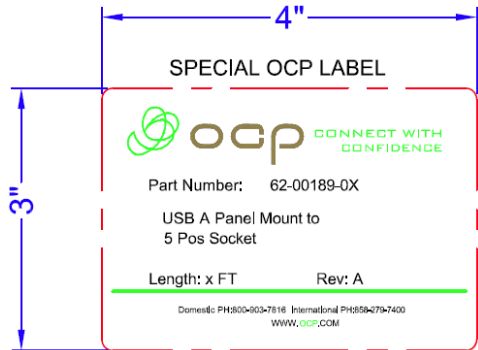 4"
SPECIAL OCP LABEL
3"
ocp CONNECT WITH
CONFIDENCE
Part Number: 62-00189-0X
USB A Panel Mount to
5 Pos Socket
Length: x FT Rev: A
Domestic PH:800-903-7816 International PH:858-279-7400
WWW.OCP.COM